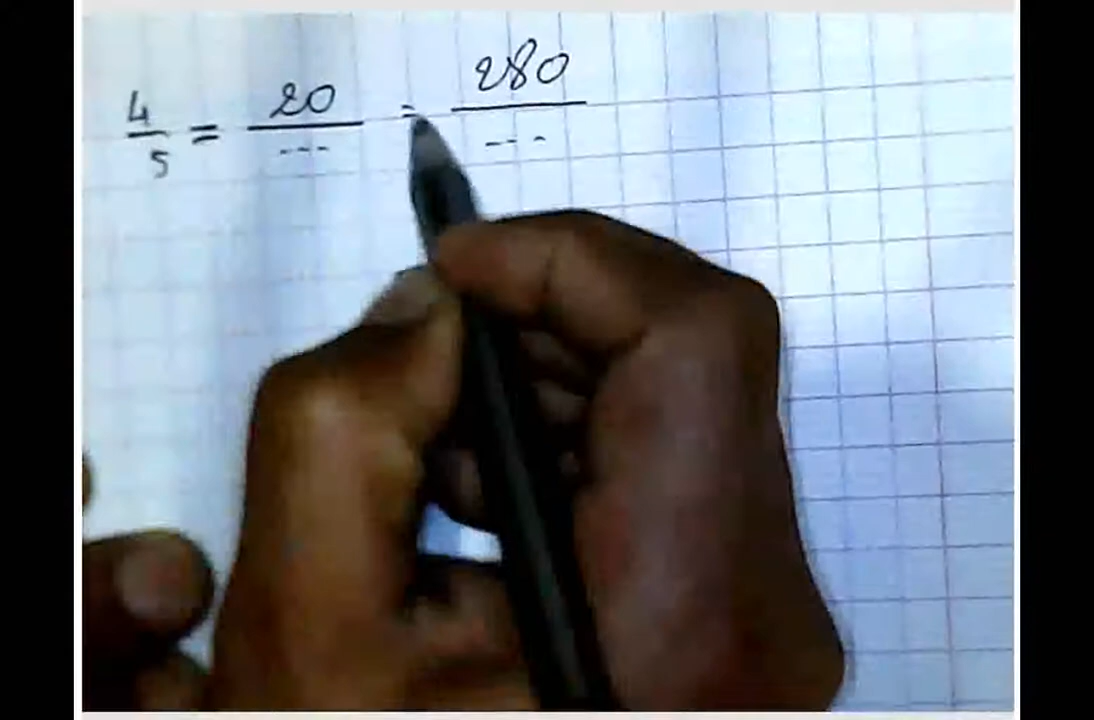 4/5 = 20/--- = 280/---